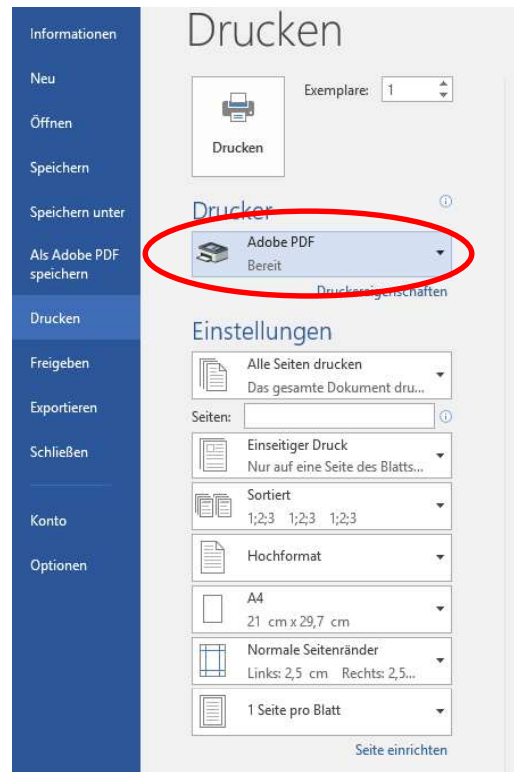 Informationen
Neu
Öffnen
Speichern
Speichern unter
Als Adobe PDF
speichern
Drucken
Freigeben
Exportieren
Schließen
Konto
Optionen
Drucken
Exemplare: 1
Drucken
Drucker
Adobe PDF
Bereit
Druckereigenschaften
Einstellungen
Alle Seiten drucken
Das gesamte Dokument dru...
Seiten:
Einseitiger Druck
Nur auf eine Seite des Blatts...
Sortiert
1;2;3 1;2;3 1;2;3
Hochformat
A4
21 cm x 29,7 cm
Normale Seitenränder
Links: 2,5 cm Rechts: 2,5...
1 Seite pro Blatt
Seite einrichten